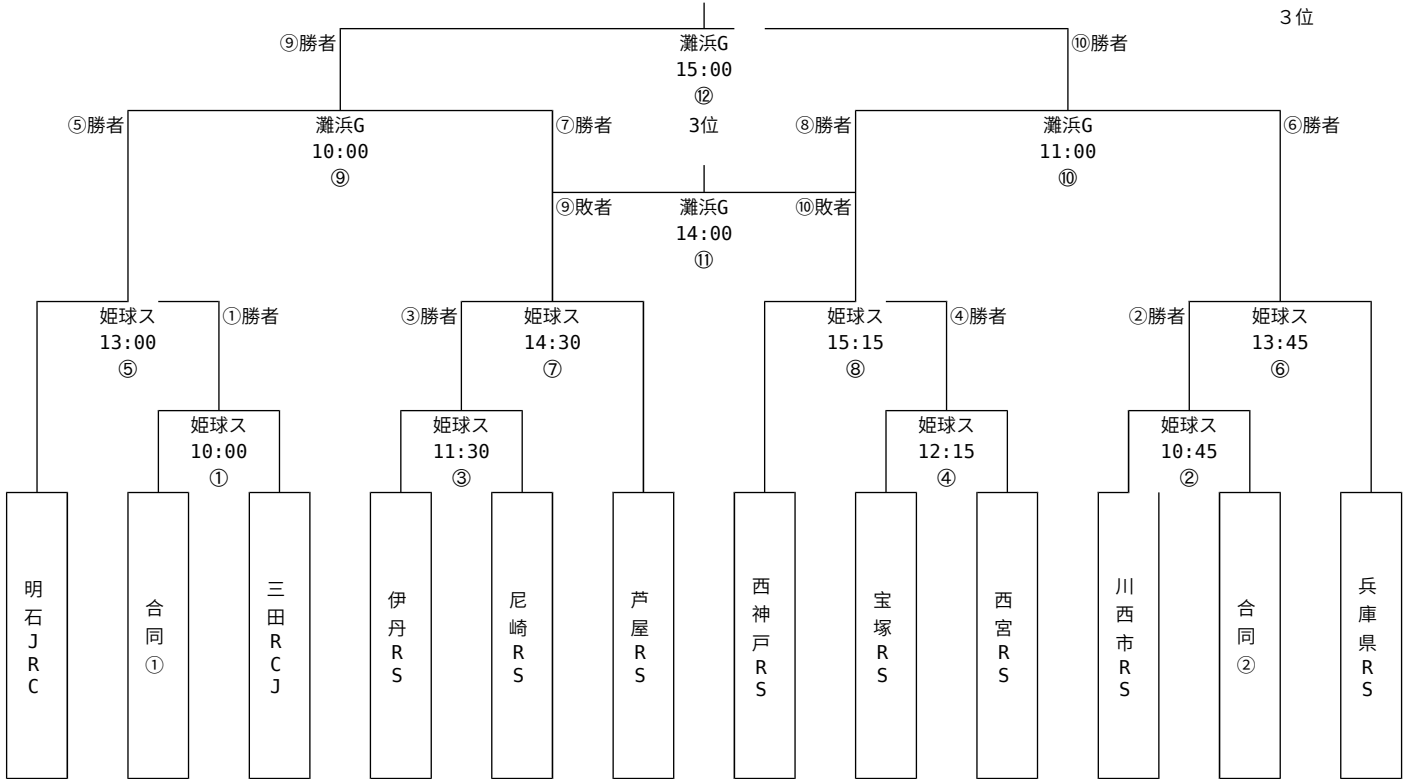 ３位
⑨勝者
灘浜G
15:00
⑫
⑩勝者
⑤勝者
灘浜G
10:00
⑨
⑦勝者
3位
⑧勝者
灘浜G
11:00
⑩
⑥勝者
⑨敗者
灘浜G
14:00
⑪
⑩敗者
姫球ス
13:00
⑤
①勝者
③勝者
姫球ス
14:30
⑦
姫球ス
15:15
⑧
④勝者
②勝者
姫球ス
13:45
⑥
姫球ス
10:00
①
姫球ス
11:30
③
姫球ス
12:15
④
姫球ス
10:45
②
明石JRC
合同①
三田RCJ
伊丹RS
尼崎RS
芦屋RS
西神戸RS
宝塚RS
西宮RS
川西市RS
合同②
兵庫県RS